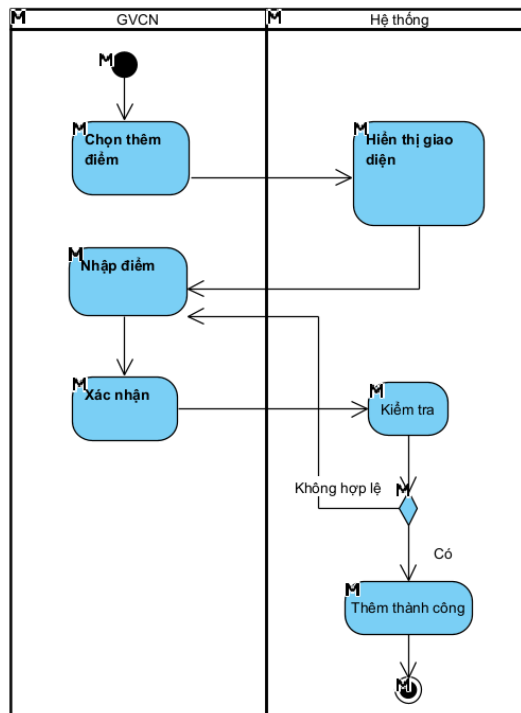 GVCN
Hệ thống
Chọn thêm
điểm
Hiển thị giao
diện
Nhập điểm
Xác nhận
Kiểm tra
Không hợp lệ
Có
Thêm thành công